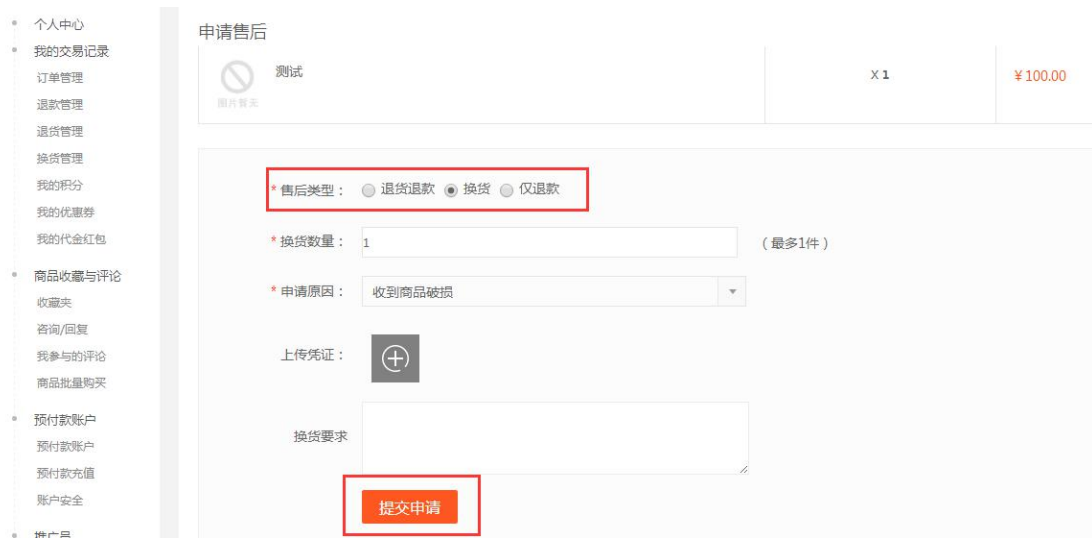 个人中心
我的交易记录
订单管理
退款管理
退货管理
换货管理
我的积分
我的优惠券
我的代金红包
商品收藏与评论
收藏夹
咨询/回复
我参与的评论
商品批量购买
预付款账户
预付款账户
预付款充值
账户安全
推广员
申请售后
图片暂无
测试
X 1
¥100.00
* 售后类型： 退货退款 换货 仅退款
* 换货数量： 1 （最多1件）
* 申请原因： 收到商品破损
上传凭证：
换货要求
提交申请